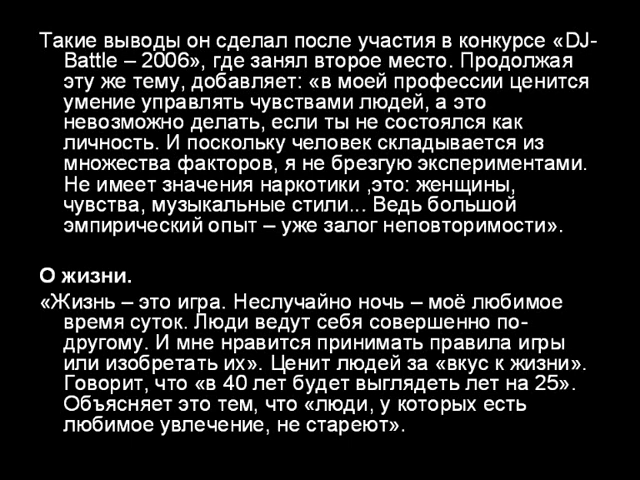 Такие выводы он сделал после участия в конкурсе «DJ-
Battle – 2006», где занял второе место. Продолжая
эту же тему, добавляет: «в моей профессии ценится
умение управлять чувствами людей, а это
невозможно делать, если ты не состоялся как
личность. И поскольку человек складывается из
множества факторов, я не брезгую экспериментами.
Не имеет значения наркотики ,это: женщины,
чувства, музыкальные стили... Ведь большой
эмпирический опыт – уже залог неповторимости».
О жизни.
«Жизнь – это игра. Неслучайно ночь – моё любимое
время суток. Люди ведут себя совершенно по-
другому. И мне нравится принимать правила игры
или изобретать их». Ценит людей за «вкус к жизни».
Говорит, что «в 40 лет будет выглядеть лет на 25».
Объясняет это тем, что «люди, у которых есть
любимое увлечение, не стареют».